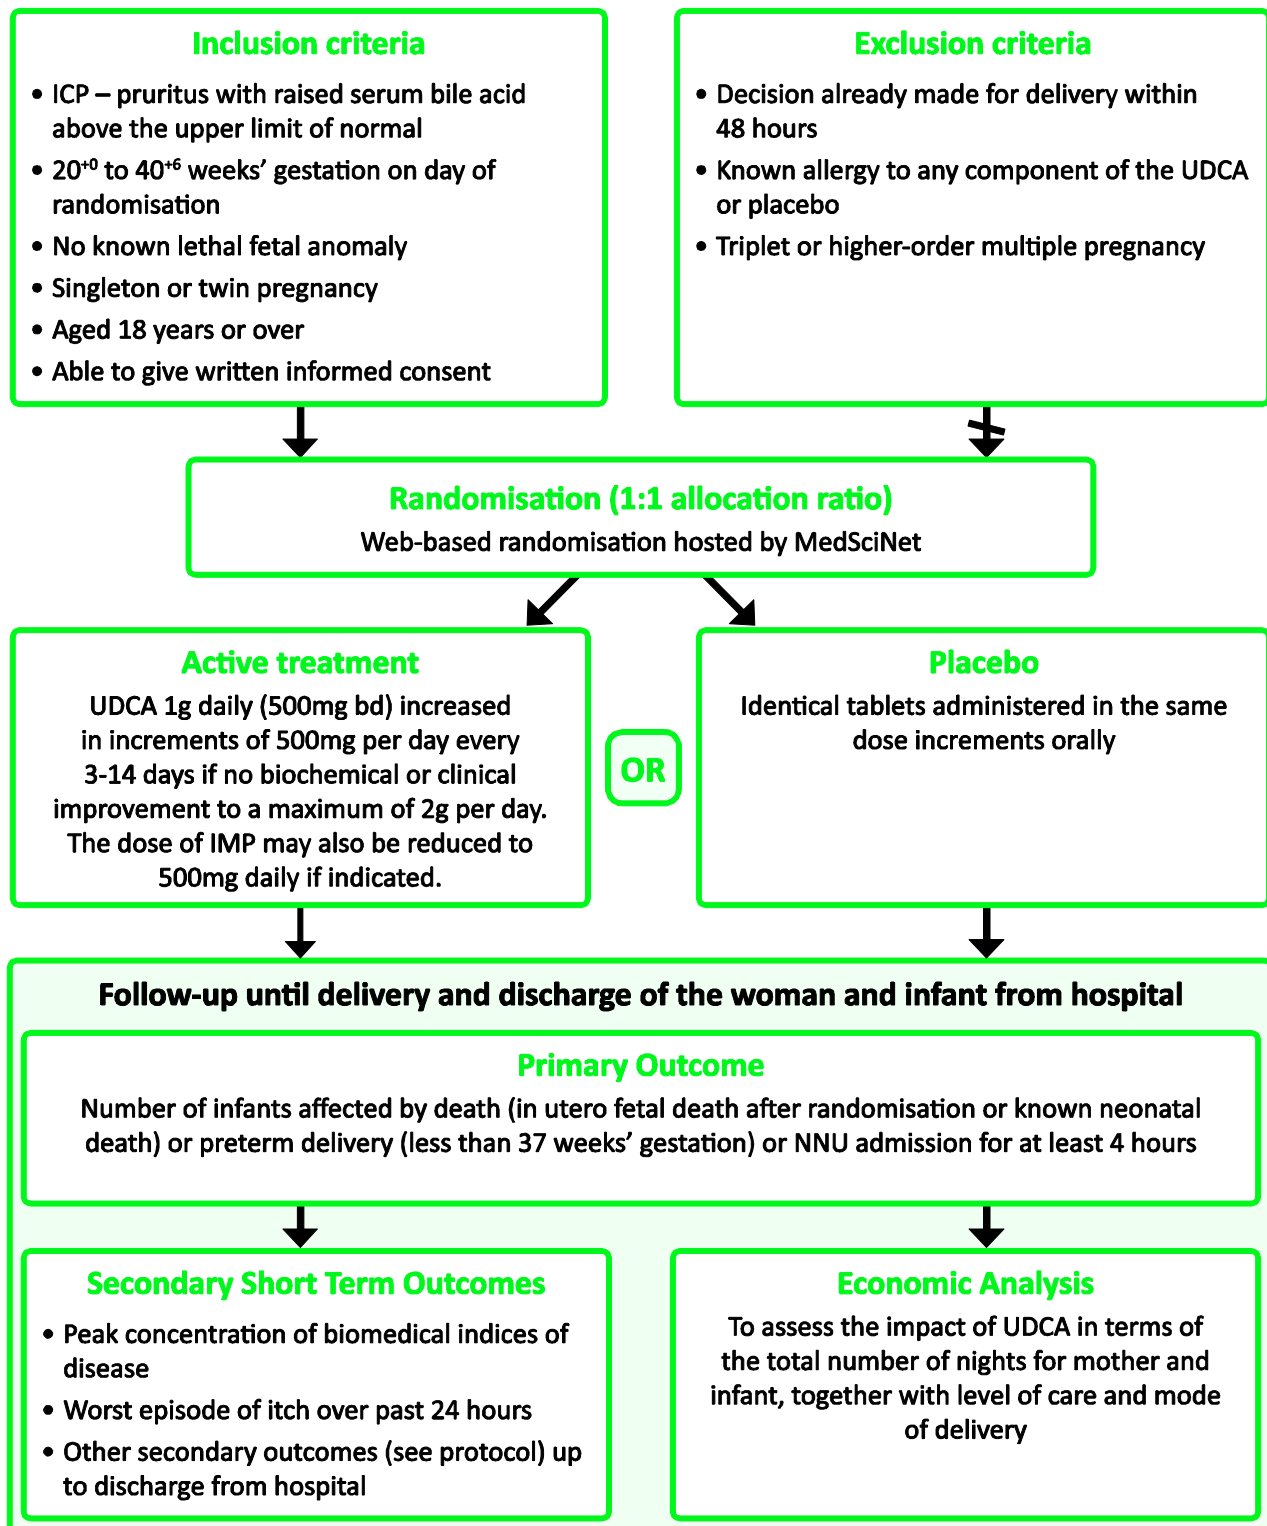 Inclusion criteria
• ICP – pruritus with raised serum bile acid
above the upper limit of normal
• 20⁺⁰ to 40⁺⁶ weeks’ gestation on day of
randomisation
• No known lethal fetal anomaly
• Singleton or twin pregnancy
• Aged 18 years or over
• Able to give written informed consent
Exclusion criteria
• Decision already made for delivery within
48 hours
• Known allergy to any component of the UDCA
or placebo
• Triplet or higher-order multiple pregnancy
Randomisation (1:1 allocation ratio)
Web-based randomisation hosted by MedSciNet
Active treatment
UDCA 1g daily (500mg bd) increased
in increments of 500mg per day every
3-14 days if no biochemical or clinical
improvement to a maximum of 2g per day.
The dose of IMP may also be reduced to
500mg daily if indicated.
OR
Placebo
Identical tablets administered in the same
dose increments orally
Follow-up until delivery and discharge of the woman and infant from hospital
Primary Outcome
Number of infants affected by death (in utero fetal death after randomisation or known neonatal
death) or preterm delivery (less than 37 weeks’ gestation) or NNU admission for at least 4 hours
Secondary Short Term Outcomes
• Peak concentration of biomedical indices of
disease
• Worst episode of itch over past 24 hours
• Other secondary outcomes (see protocol) up
to discharge from hospital
Economic Analysis
To assess the impact of UDCA in terms of
the total number of nights for mother and
infant, together with level of care and mode
of delivery